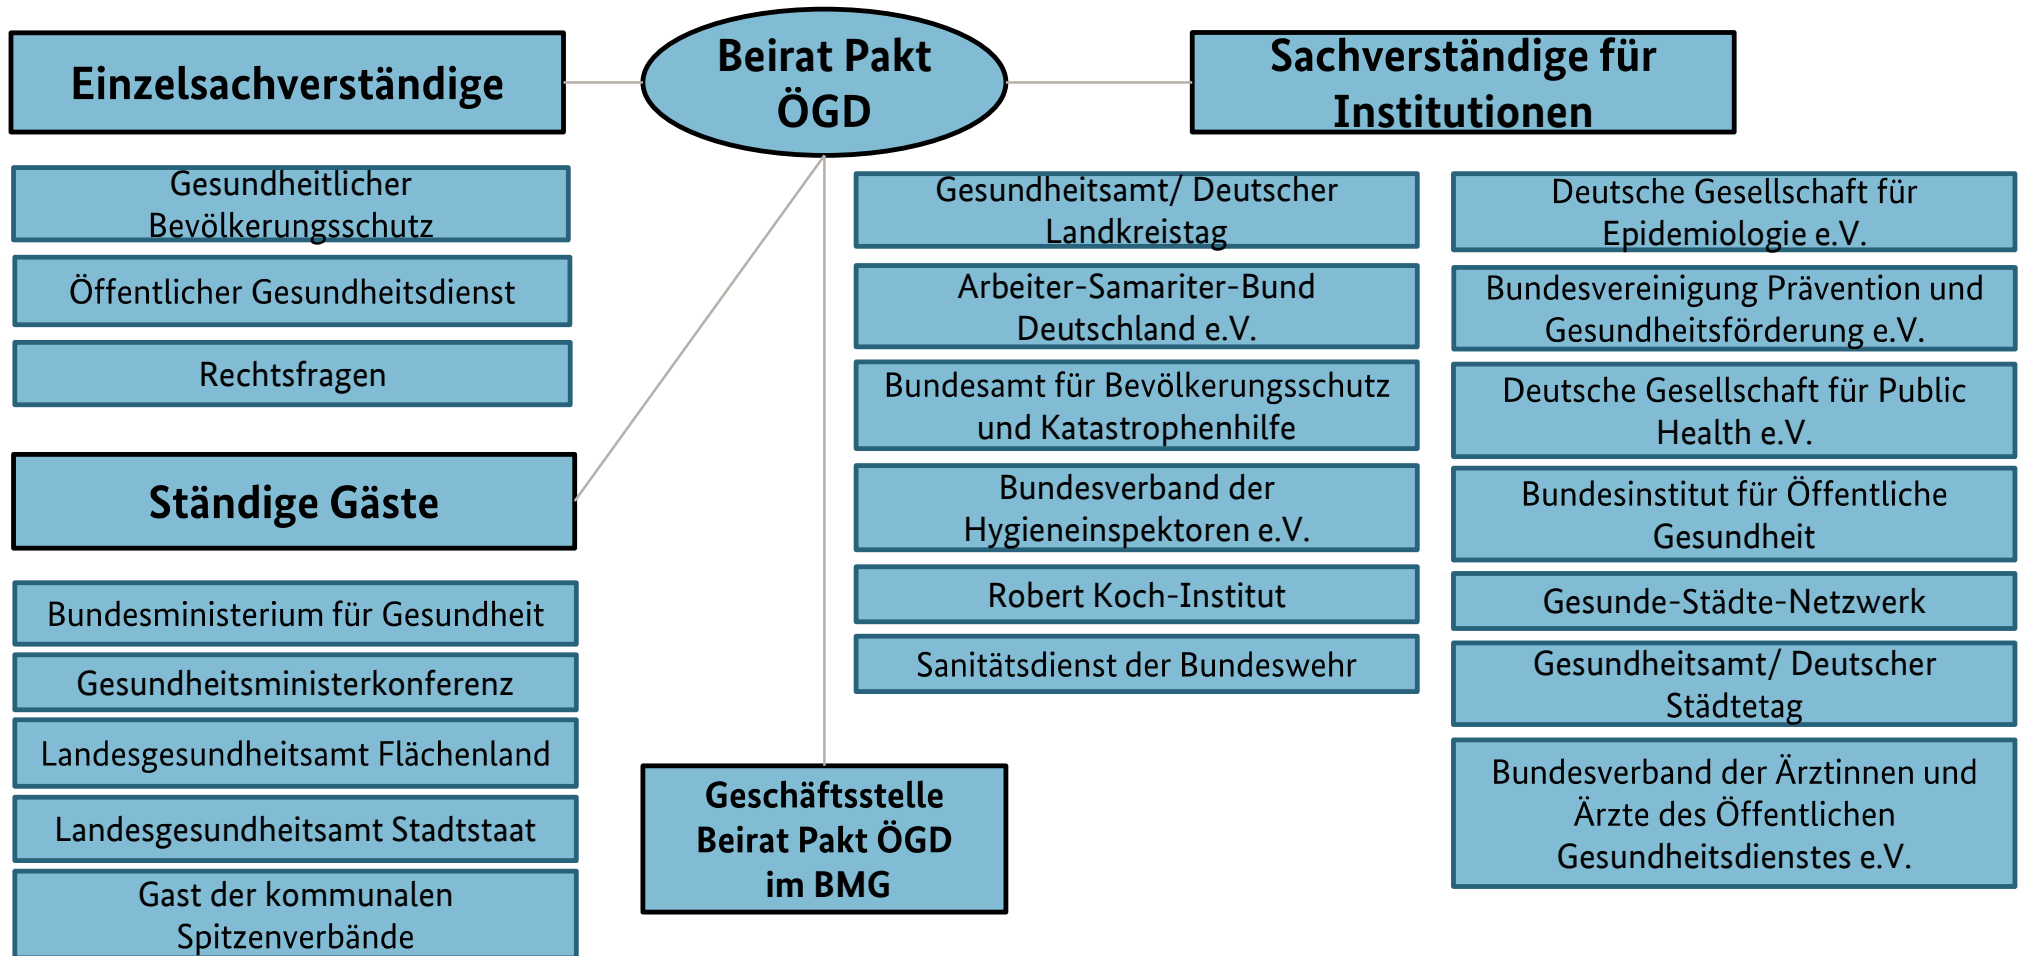 Beirat Pakt
ÖGD
Einzelsachverständige
Gesundheitlicher
Bevölkerungsschutz
Öffentlicher Gesundheitsdienst
Rechtsfragen
Ständige Gäste
Bundesministerium für Gesundheit
Gesundheitsministerkonferenz
Landesgesundheitsamt Flächenland
Landesgesundheitsamt Stadtstaat
Gast der kommunalen
Spitzenverbände
Geschäftsstelle
Beirat Pakt ÖGD
im BMG
Sachverständige für
Institutionen
Gesundheitsamt/ Deutscher
Landkreistag
Arbeiter-Samariter-Bund
Deutschland e.V.
Bundesamt für Bevölkerungsschutz
und Katastrophenhilfe
Bundesverband der
Hygieneinspektoren e.V.
Robert Koch-Institut
Sanitätsdienst der Bundeswehr
Deutsche Gesellschaft für
Epidemiologie e.V.
Bundesvereinigung Prävention und
Gesundheitsförderung e.V.
Deutsche Gesellschaft für Public
Health e.V.
Bundesinstitut für Öffentliche
Gesundheit
Gesunde-Städte-Netzwerk
Gesundheitsamt/ Deutscher
Städtetag
Bundesverband der Ärztinnen und
Ärzte des Öffentlichen
Gesundheitsdienstes e.V.